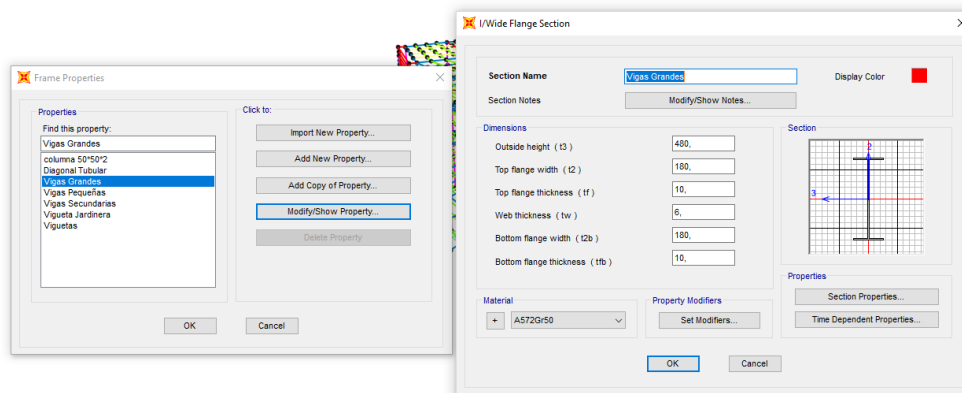 Frame Properties
Properties
Find this property:
Vigas Grandes
columna 50*50*2
Diagonal Tubular
Vigas Grandes
Vigas Pequeñas
Vigas Secundarias
Vigueta Jardinera
Viguetas
Click to:
Import New Property...
Add New Property...
Add Copy of Property...
Modify/Show Property...
Delete Property
OK
Cancel
I/Wide Flange Section
Section Name
Vigas Grandes
Display Color
Section Notes
Modify/Show Notes...
Dimensions
Outside height ( t3 )
480,
Top flange width ( t2 )
180,
Top flange thickness ( tf )
10,
Web thickness ( tw )
6,
Bottom flange width ( t2b )
180,
Bottom flange thickness ( tfb )
10,
Section
2
3
Material
+
A572Gr50
Property Modifiers
Set Modifiers...
Properties
Section Properties...
Time Dependent Properties...
OK
Cancel